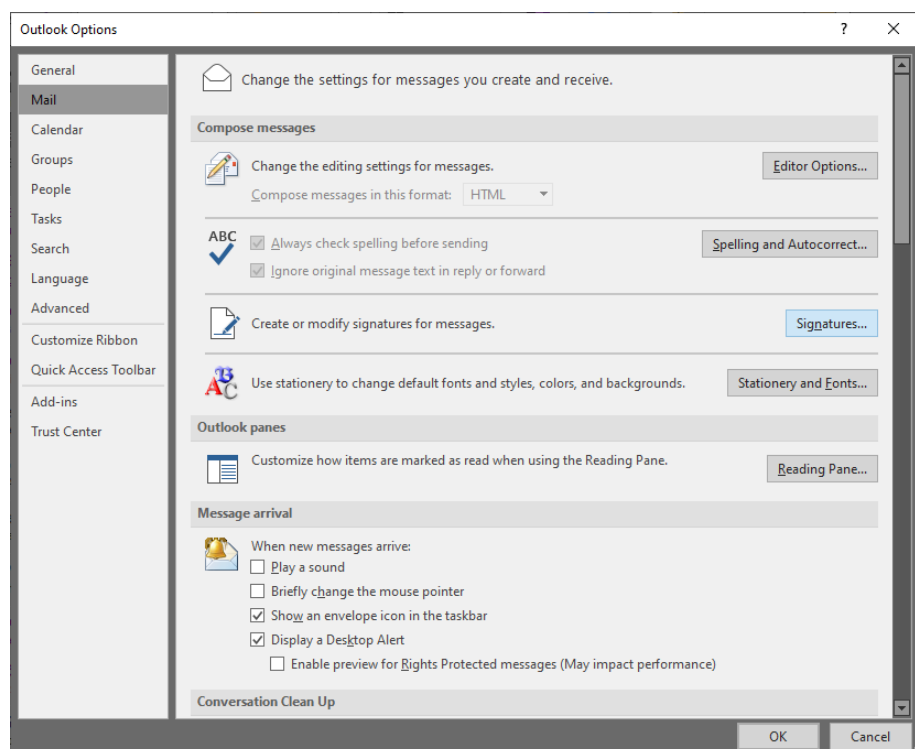 Outlook Options
?
General
Mail
Calendar
Groups
People
Tasks
Search
Language
Advanced
Customize Ribbon
Quick Access Toolbar
Add-ins
Trust Center
Change the settings for messages you create and receive.
Compose messages
Change the editing settings for messages.
Editor Options...
Compose messages in this format: HTML
ABC
Always check spelling before sending
Spelling and Autocorrect...
Ignore original message text in reply or forward
Create or modify signatures for messages.
Signatures...
Use stationery to change default fonts and styles, colors, and backgrounds.
Stationery and Fonts...
Outlook panes
Customize how items are marked as read when using the Reading Pane.
Reading Pane...
Message arrival
When new messages arrive:
Play a sound
Briefly change the mouse pointer
Show an envelope icon in the taskbar
Display a Desktop Alert
Enable preview for Rights Protected messages (May impact performance)
Conversation Clean Up
OK
Cancel